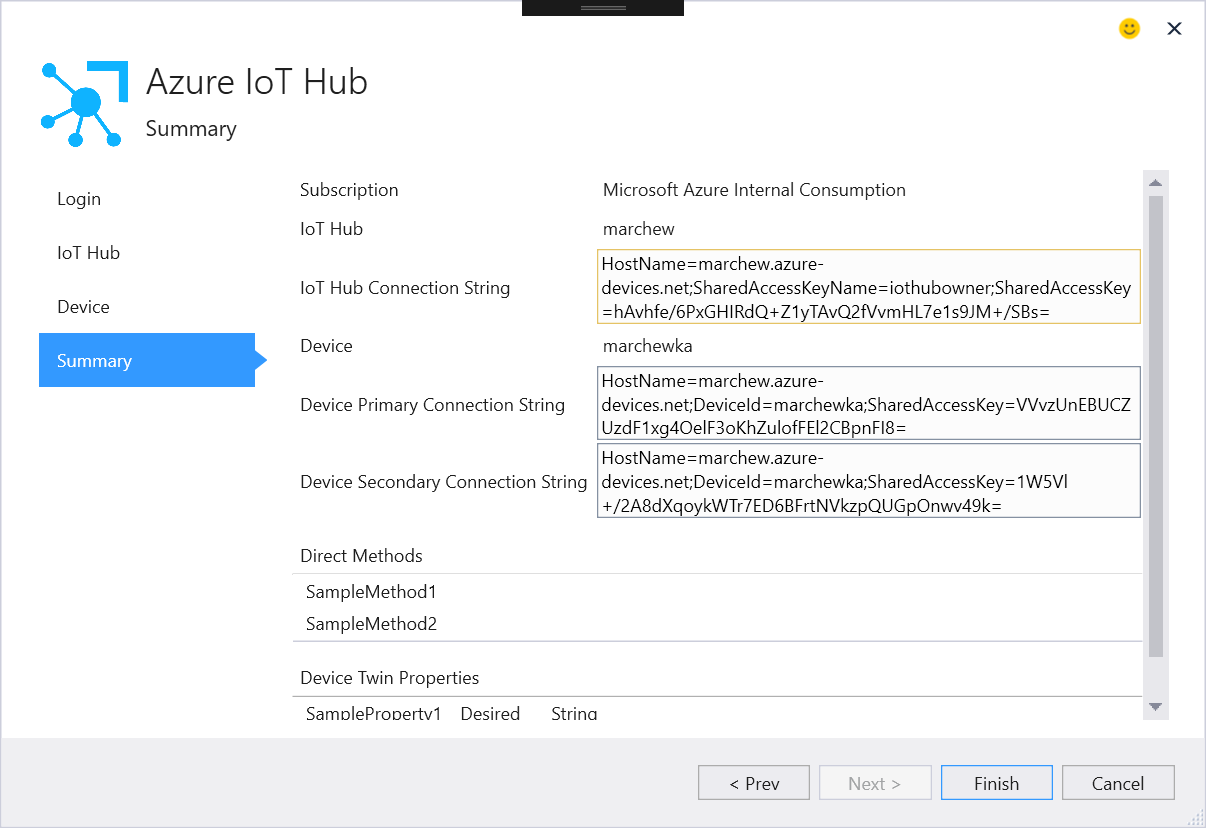 Azure IoT Hub
Summary
Login
IoT Hub
Device
Summary
Subscription Microsoft Azure Internal Consumption
IoT Hub marchew
IoT Hub Connection String
HostName=marchew.azure-
devices.net;SharedAccessKeyName=iothubowner;SharedAccessKey
=hAvhfe/6PxGHIRdQ+Z1yTAvQ2fVvmHL7e1s9JM+/SBs=
Device marchewka
Device Primary Connection String
HostName=marchew.azure-
devices.net;DeviceId=marchewka;SharedAccessKey=VVvzUnEBUCZ
UzdF1xg4OelF3oKhZulofFEl2CBpnFI8=
Device Secondary Connection String
HostName=marchew.azure-
devices.net;DeviceId=marchewka;SharedAccessKey=1W5Vl
+/2A8dXqoykWTr7ED6BFrtNVkzpQUGpOnwv49k=
Direct Methods
SampleMethod1
SampleMethod2
Device Twin Properties
SampleProperty1 Desired String
< Prev Next > Finish Cancel